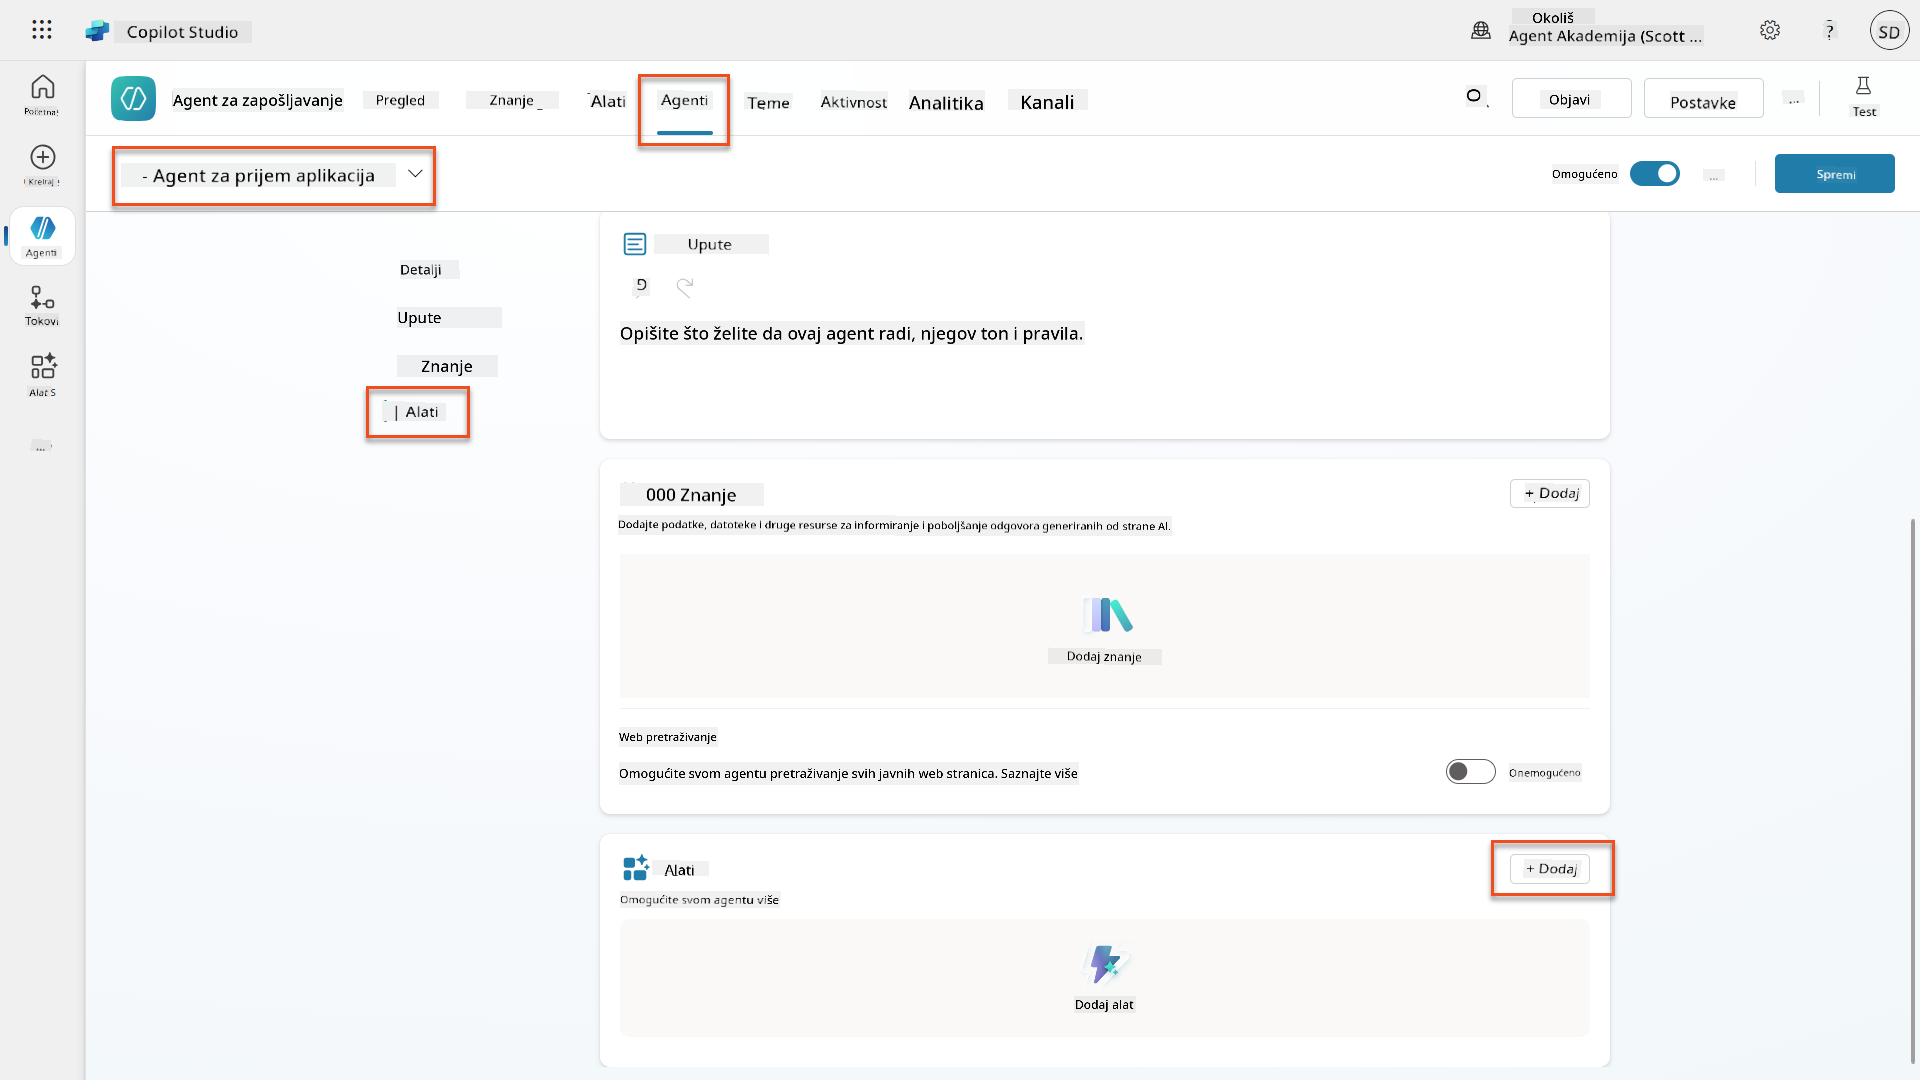 Copilot Studio
Okoliš
Agent Akademija (Scott ...
?
SD
Početna
Kreiraj
Agenti
Tokovi
Alat S
...
Agent za zapošljavanje
Pregled
Znanje
Alati
Agenti
Teme
Aktivnost
Analitika
Kanali
Objavi
Postavke
...
Test
- Agent za prijem aplikacija
Omogućeno
...
Spremi
Detalji
Upute
Znanje
| Alati
Upute
Opišite što želite da ovaj agent radi, njegov ton i pravila.
000 Znanje
+ Dodaj
Dodajte podatke, datoteke i druge resurse za informiranje i poboljšanje odgovora generiranih od strane AI.
Dodaj znanje
Web pretraživanje
Omogućite svom agentu pretraživanje svih javnih web stranica. Saznajte više
Onemogućeno
Alati
+ Dodaj
Omogućite svom agentu više
Dodaj alat